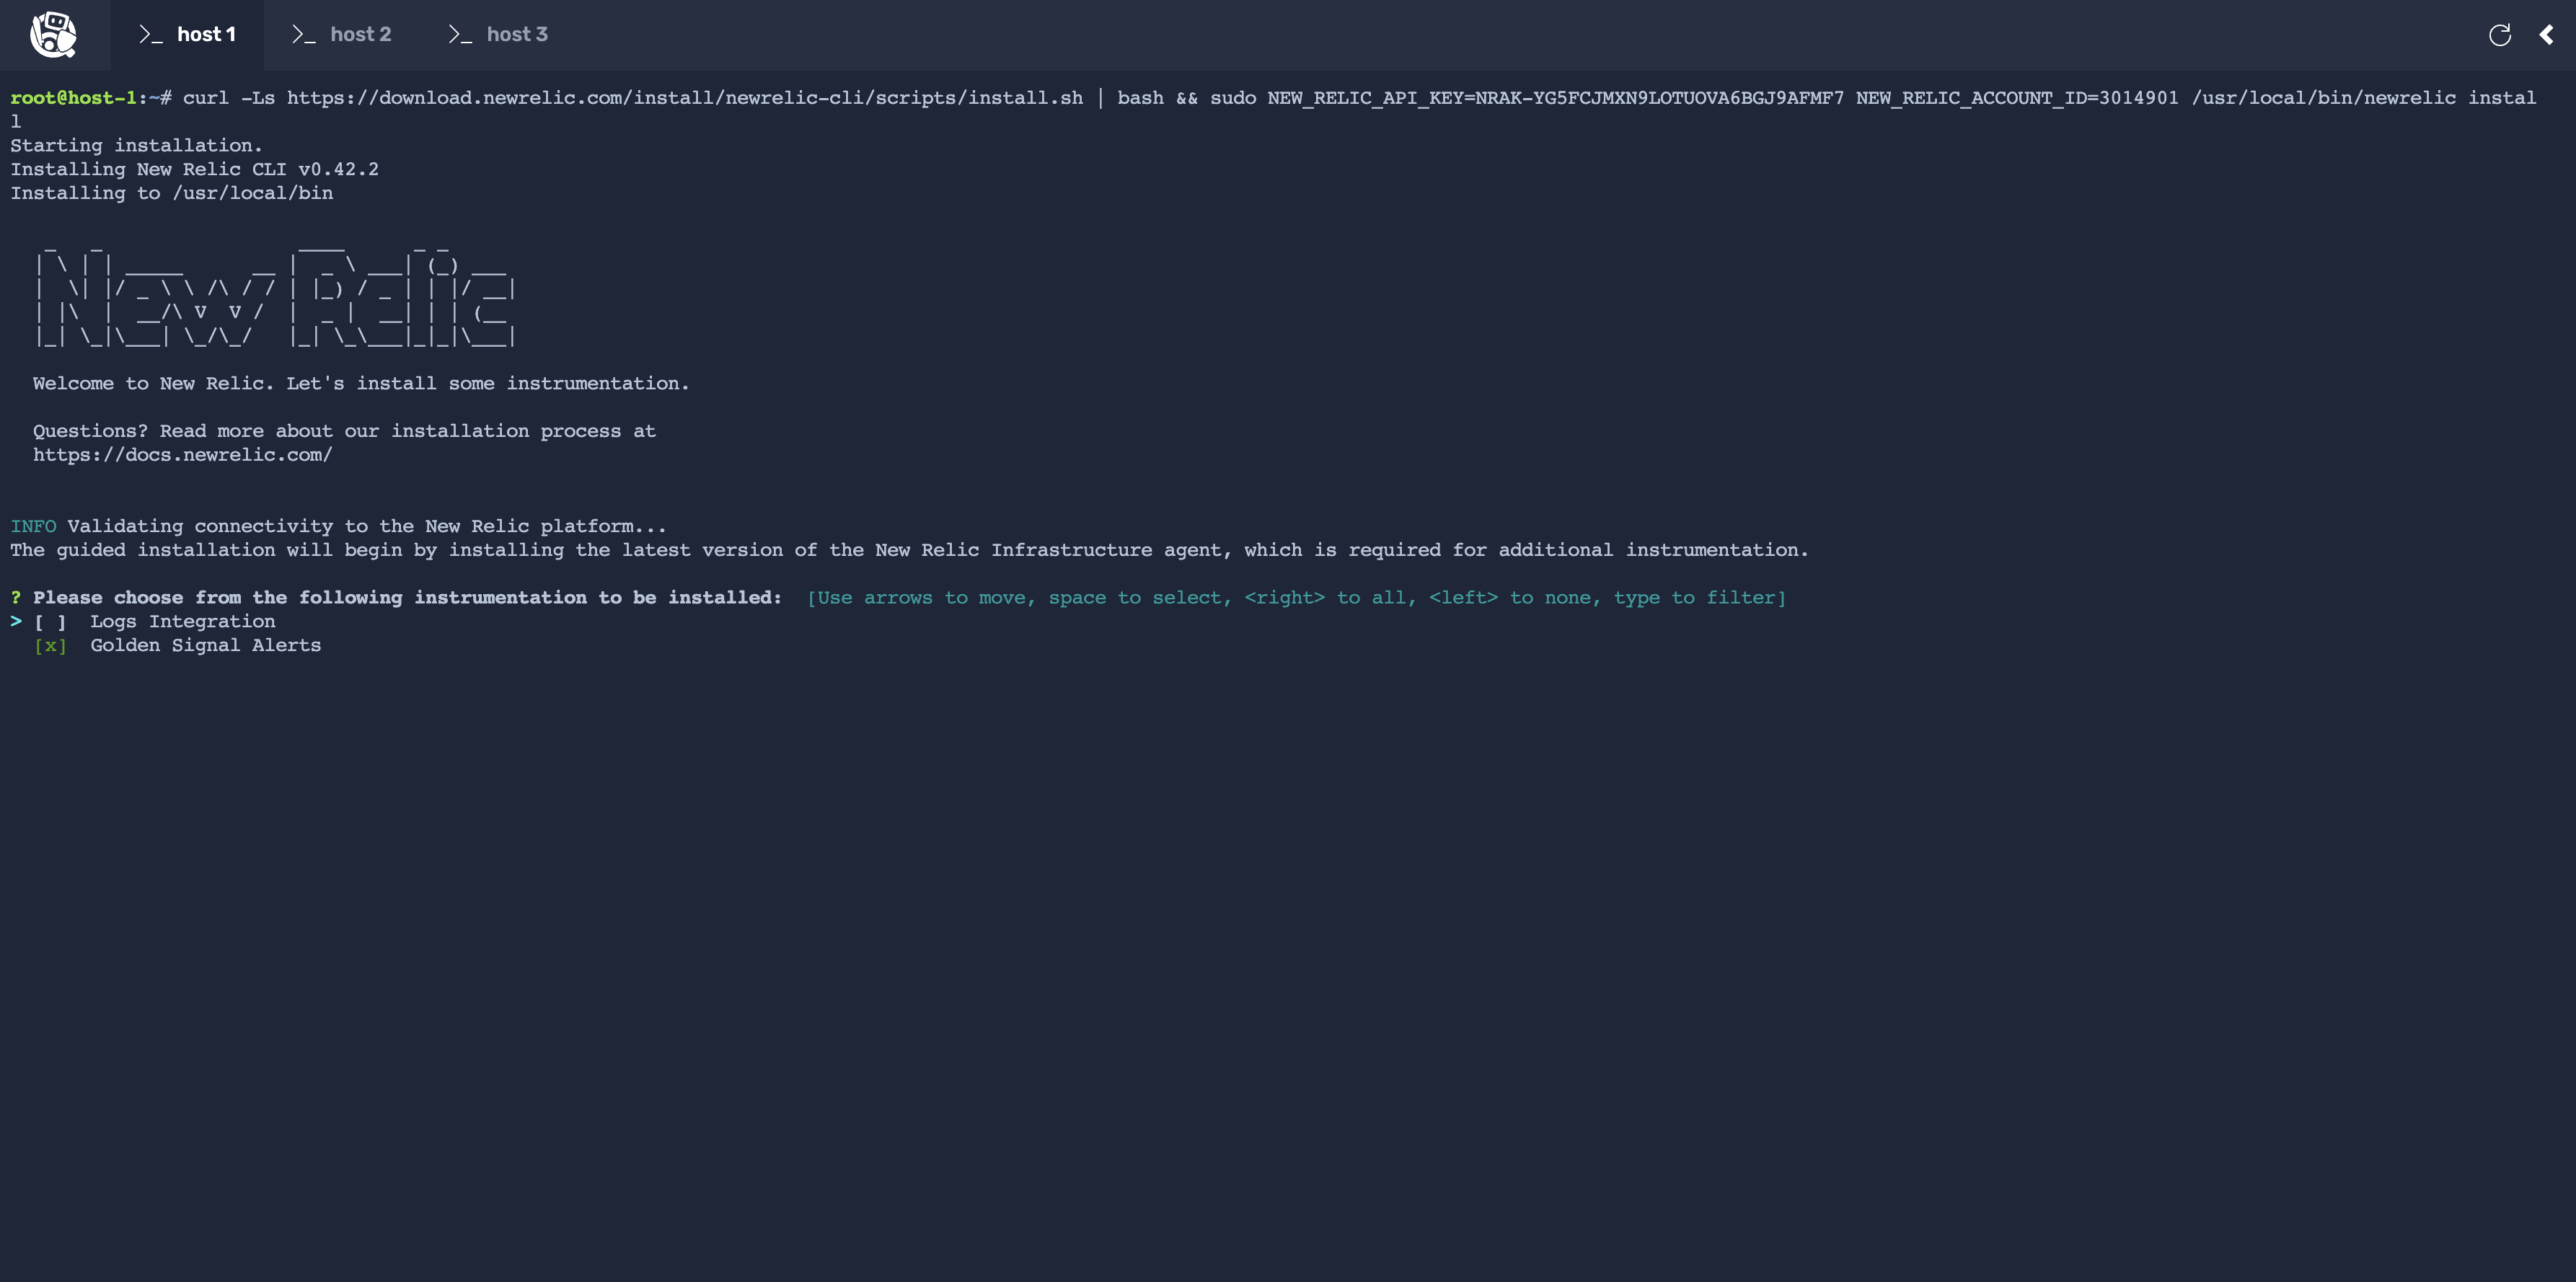 host 1 host 2 host 3
root@host-1:~# curl -Ls https://download.newrelic.com/install/newrelic-cli/scripts/install.sh | bash && sudo NEW_RELIC_API_KEY=NRAK-YG5FCJMXN9LOTUOVA6BGJ9AFMF7 NEW_RELIC_ACCOUNT_ID=3014901 /usr/local/bin/newrelic instal
l
Starting installation.
Installing New Relic CLI v0.42.2
Installing to /usr/local/bin
New Relic
Welcome to New Relic. Let's install some instrumentation.
Questions? Read more about our installation process at
https://docs.newrelic.com/
INFO Validating connectivity to the New Relic platform...
The guided installation will begin by installing the latest version of the New Relic Infrastructure agent, which is required for additional instrumentation.
? Please choose from the following instrumentation to be installed:  [Use arrows to move, space to select, <right> to all, <left> to none, type to filter]
> [ ]  Logs Integration
[x]  Golden Signal Alerts